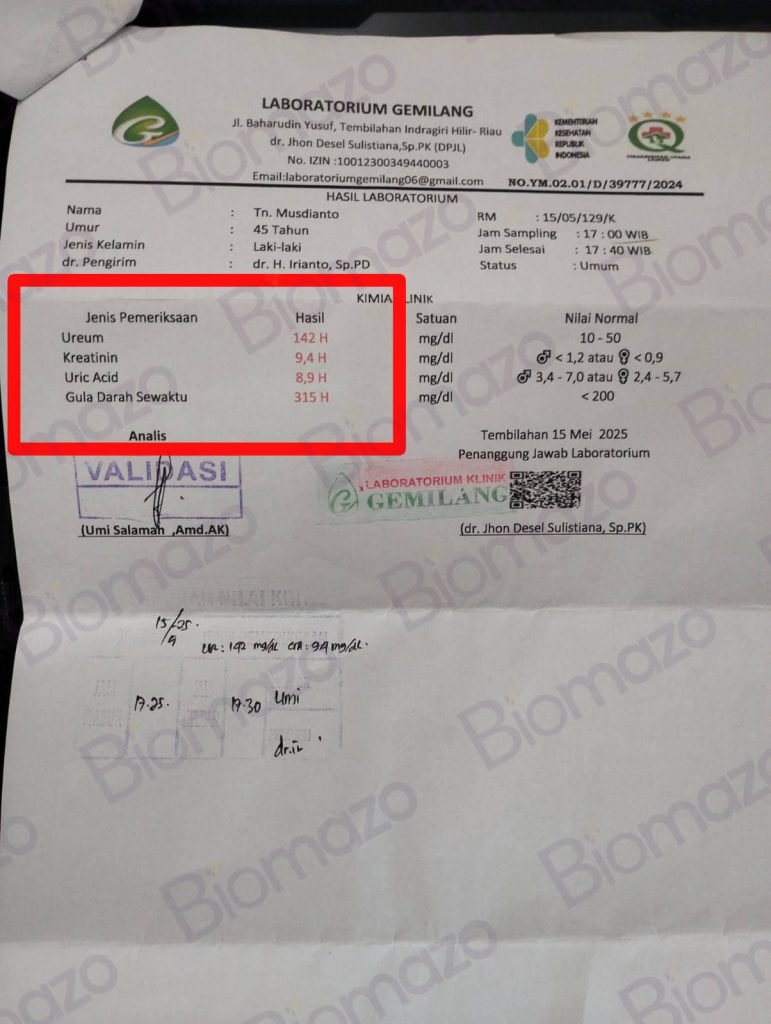 LABORATORIUM GEMILANG
Jl. Baharudin Yusuf, Tembilahan Indragiri Hilir- Riau
dr. Jhon Desel Sulistiana,Sp.PK (DPJL)
No. IZIN :10012300349440003
Email:laboratoriumgemilang06@gmail.com
KEMENTERIAN
KESEHATAN
REPUBLIK
INDONESIA
NO.YM.02.01/D/39777/2024
HASIL LABORATORIUM
Nama : Tn. Musdianto RM : 15/05/129/K
Umur : 45 Tahun Jam Sampling : 17 : 00 WIB
Jenis Kelamin : Laki-laki Jam Selesai : 17 : 40 WIB
dr. Pengirim : dr. H. Irianto, Sp.PD Status : Umum
KIMIA KLINIK
Jenis Pemeriksaan Hasil Satuan Nilai Normal
Ureum 142 H mg/dl 10 - 50
Kreatinin 9,4 H mg/dl ♂ < 1,2 atau ♀ < 0,9
Uric Acid 8,9 H mg/dl ♂ 3,4 - 7,0 atau ♀ 2,4 - 5,7
Gula Darah Sewaktu 315 H mg/dl < 200
Analis
Tembilahan 15 Mei 2025
Penanggung Jawab Laboratorium
VALIDASI
LABORATORIUM KLINIK
GEMILANG
(Umi Salamah ,Amd.AK)
(dr. Jhon Desel Sulistiana, Sp.PK)
ur : 142 mg/dL crn : 9,4 mg/dL.
17.25. 17.30 Umi
Biomazo